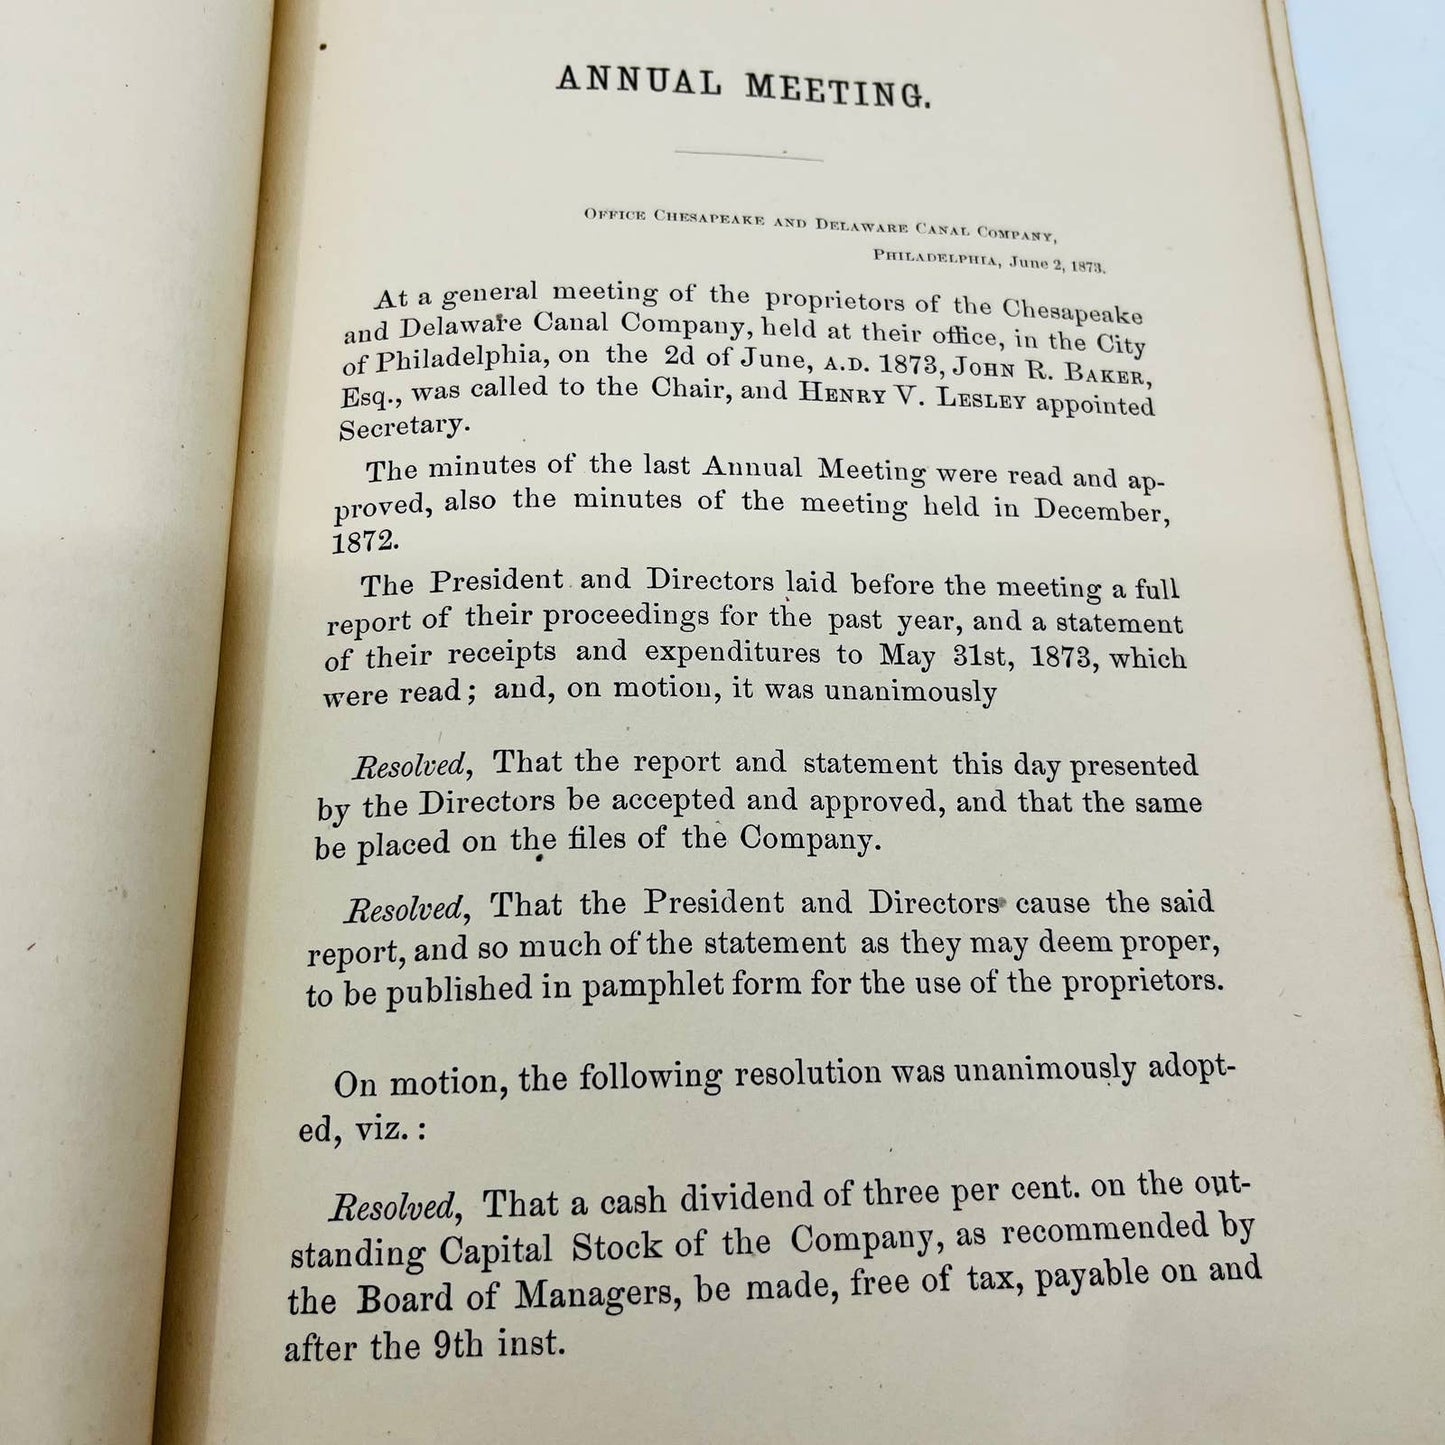 ANNUAL MEETING.
OFFICE CHESAPEAKE AND DELAWARE CANAL COMPANY,
PHILADELPHIA, June 2, 1873.
At a general meeting of the proprietors of the Chesapeake
and Delaware Canal Company, held at their office, in the City
of Philadelphia, on the 2d of June, A.D. 1873, JOHN R. BAKER,
Esq., was called to the Chair, and HENRY V. LESLEY appointed
Secretary.
The minutes of the last Annual Meeting were read and ap-
proved, also the minutes of the meeting held in December,
1872.
The President and Directors laid before the meeting a full
report of their proceedings for the past year, and a statement
of their receipts and expenditures to May 31st, 1873, which
were read; and, on motion, it was unanimously
Resolved, That the report and statement this day presented
by the Directors be accepted and approved, and that the same
be placed on the files of the Company.
Resolved, That the President and Directors cause the said
report, and so much of the statement as they may deem proper,
to be published in pamphlet form for the use of the proprietors.
On motion, the following resolution was unanimously adopt-
ed, viz.:
Resolved, That a cash dividend of three per cent. on the out-
standing Capital Stock of the Company, as recommended by
the Board of Managers, be made, free of tax, payable on and
after the 9th inst.